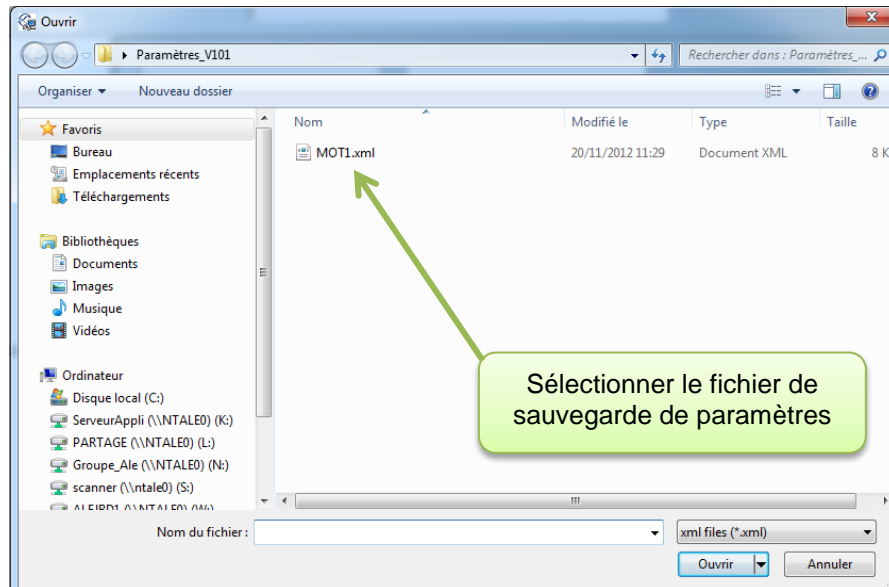 Ouvrir
Paramètres_V101
Rechercher dans : Paramètres_...
Organiser
Nouveau dossier
Favoris
Bureau
Emplacements récents
Téléchargements
Bibliothèques
Documents
Images
Musique
Vidéos
Ordinateur
Disque local (C:)
ServeurAppli (\\NTALE0) (K:)
PARTAGE (\\NTALE0) (L:)
Groupe_Ale (\\NTALE0) (N:)
scanner (\\ntale0) (S:)
Nom Modifié le Type Taille
MOT1.xml 20/11/2012 11:29 Document XML 8 K
Sélectionner le fichier de
sauvegarde de paramètres
Nom du fichier :
xml files (*.xml)
Ouvrir
Annuler